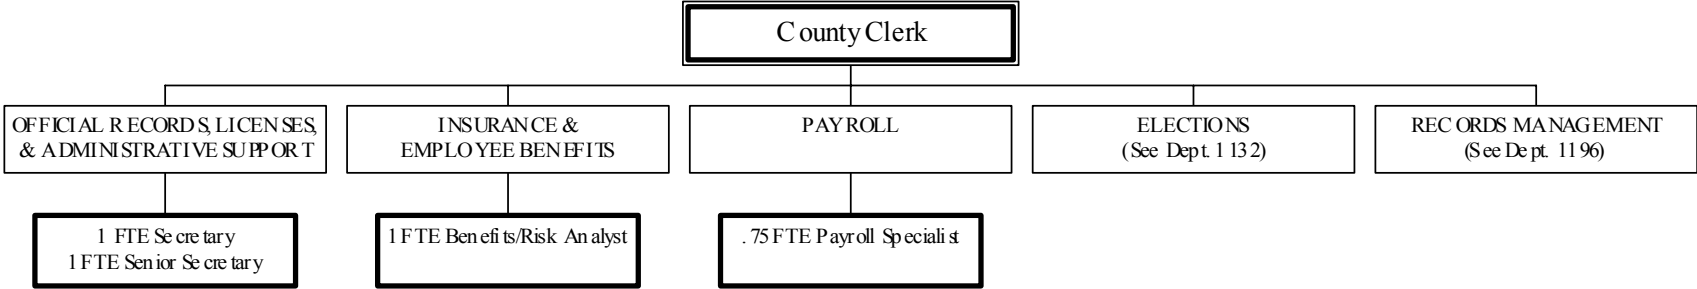 County Clerk
OFFICIAL RECORDS, LICENSES,
& ADMINISTRATIVE SUPPORT
INSURANCE &
EMPLOYEE BENEFITS
PAYROLL
ELECTIONS
(See Dept. 1132)
RECORDS MANAGEMENT
(See Dept. 1196)
1 FTE Secretary
1 FTE Senior Secretary
1 FTE Benefits/Risk Analyst
.75 FTE Payroll Specialist